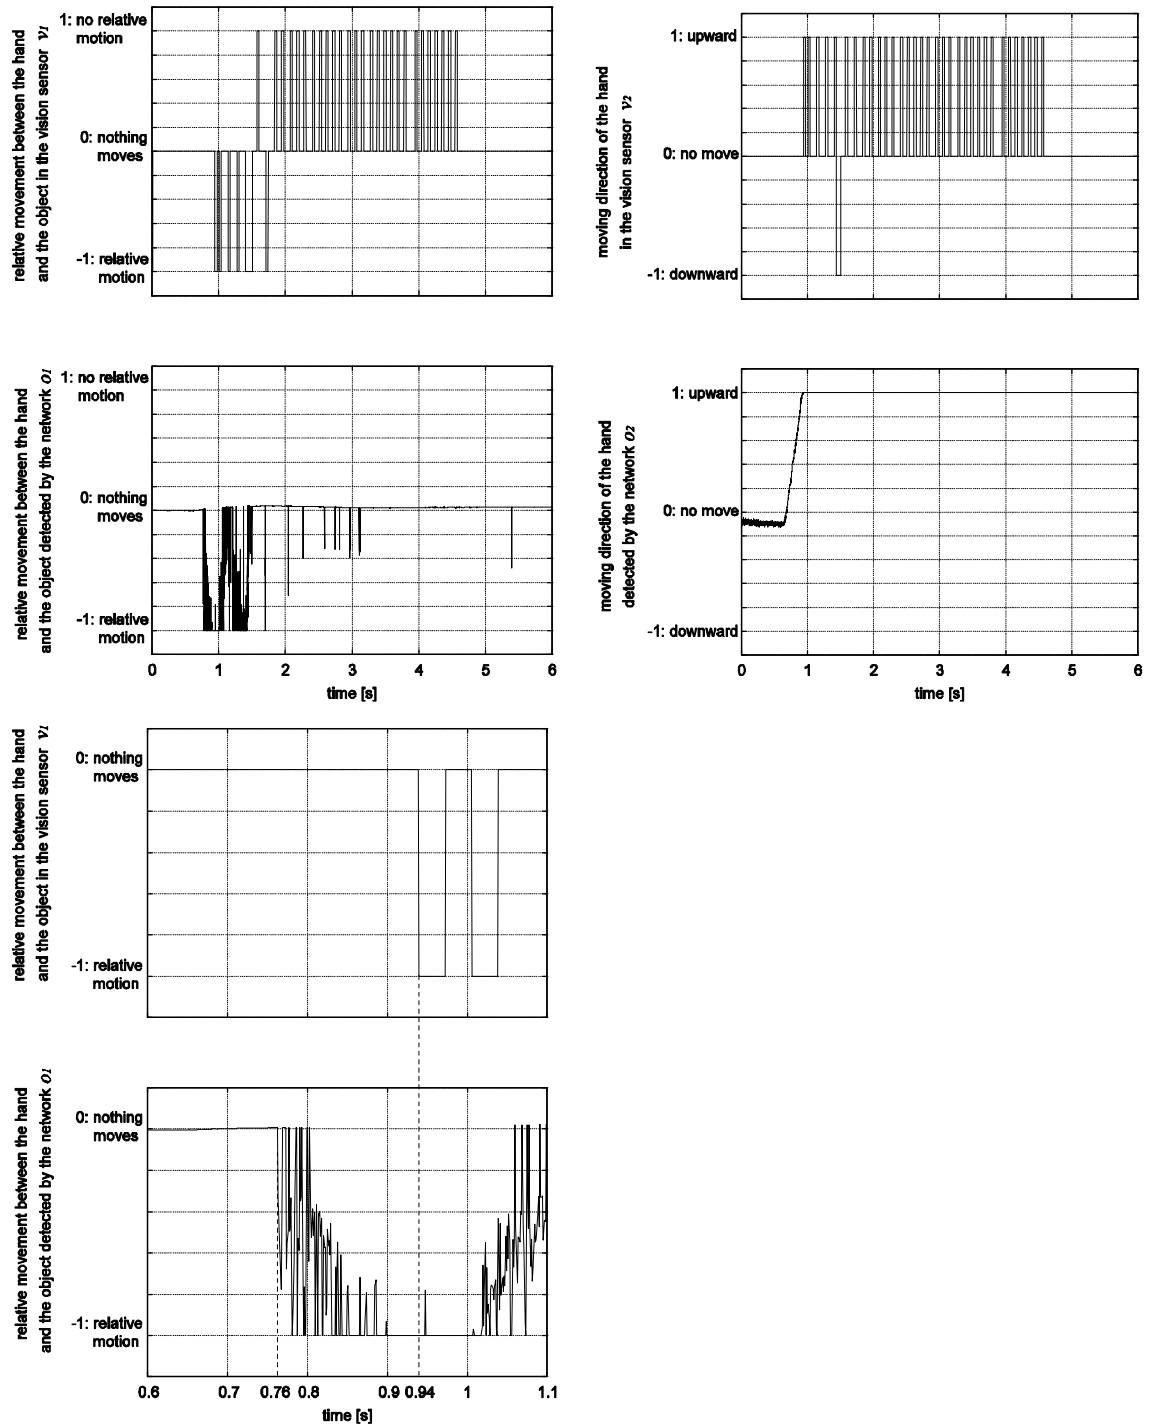 relative movement between the hand
and the object in the vision sensor v1
1: no relative
motion
0: nothing
moves
-1: relative
motion
moving direction of the hand
in the vision sensor v2
1: upward
0: no move
-1: downward
relative movement between the hand
and the object detected by the network o1
1: no relative
motion
0: nothing
moves
-1: relative
motion
0 1 2 3 4 5 6
time [s]
moving direction of the hand
detected by the network o2
1: upward
0: no move
-1: downward
0 1 2 3 4 5 6
time [s]
relative movement between the hand
and the object in the vision sensor v1
0: nothing
moves
-1: relative
motion
relative movement between the hand
and the object detected by the network o1
0: nothing
moves
-1: relative
motion
0.6 0.7 0.76 0.8 0.9 0.94 1 1.1
time [s]